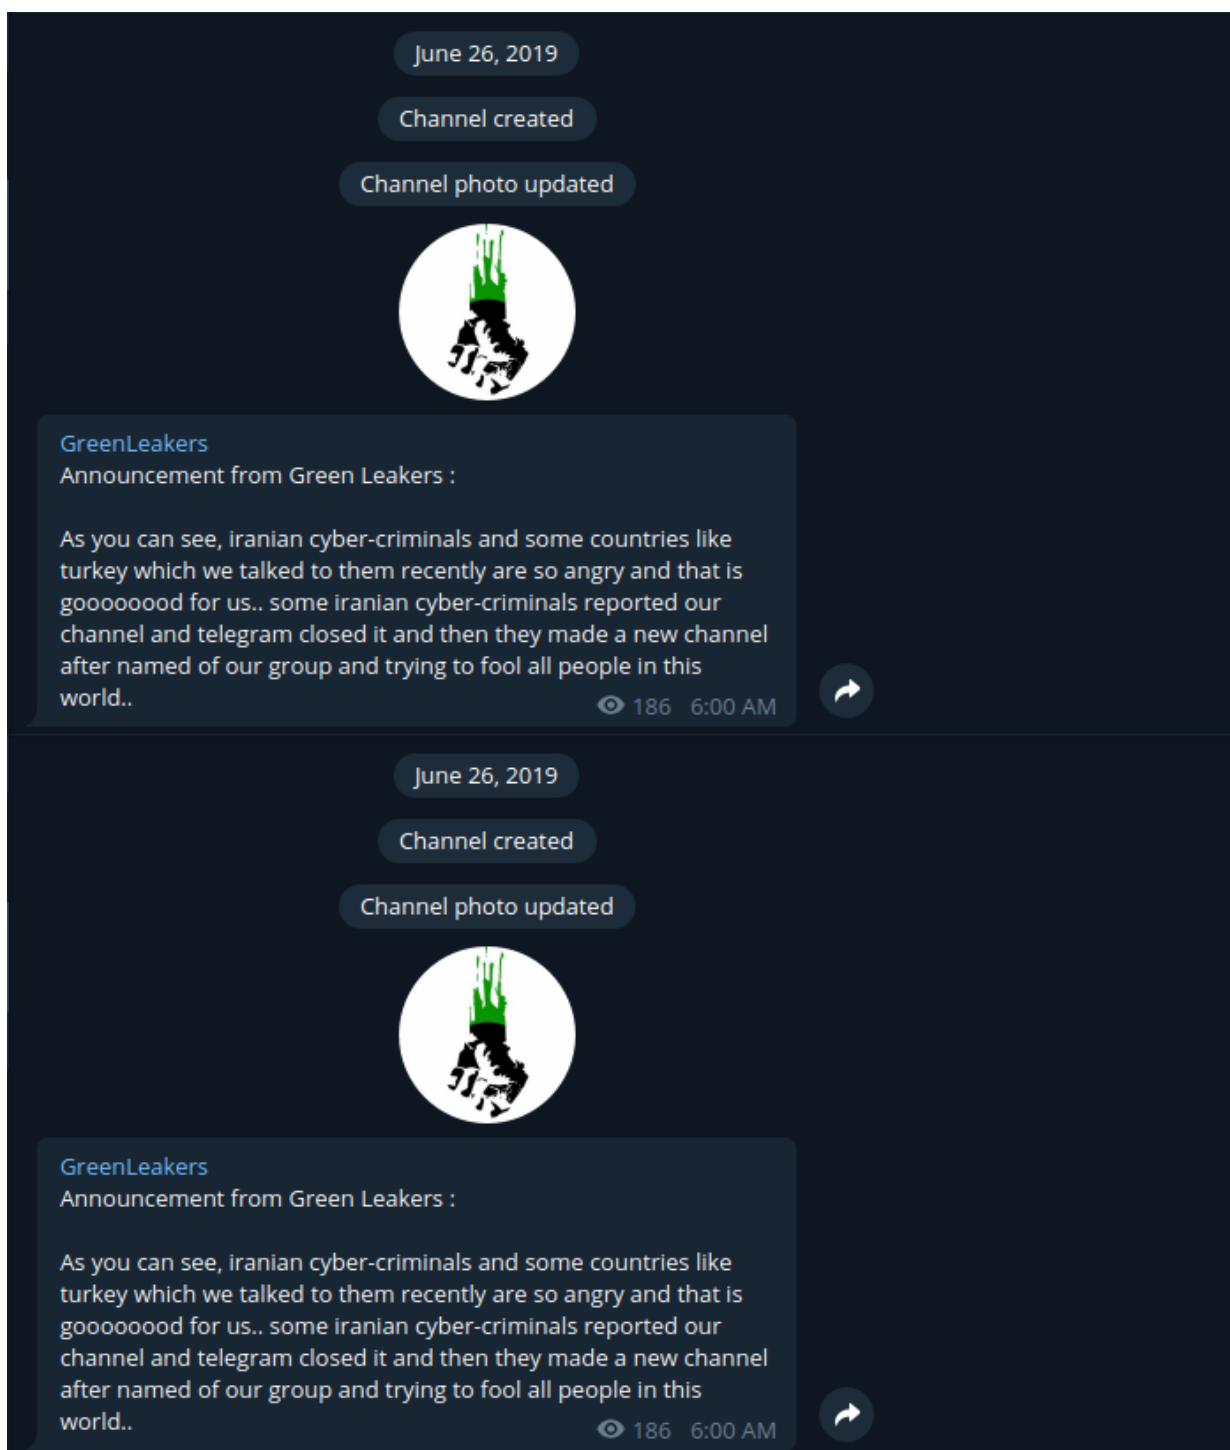 June 26, 2019
Channel created
Channel photo updated
GreenLeakers
Announcement from Green Leakers :
As you can see, iranian cyber-criminals and some countries like
turkey which we talked to them recently are so angry and that is
goooooood for us.. some iranian cyber-criminals reported our
channel and telegram closed it and then they made a new channel
after named of our group and trying to fool all people in this
world..
186 6:00 AM
June 26, 2019
Channel created
Channel photo updated
GreenLeakers
Announcement from Green Leakers :
As you can see, iranian cyber-criminals and some countries like
turkey which we talked to them recently are so angry and that is
goooooood for us.. some iranian cyber-criminals reported our
channel and telegram closed it and then they made a new channel
after named of our group and trying to fool all people in this
world..
186 6:00 AM